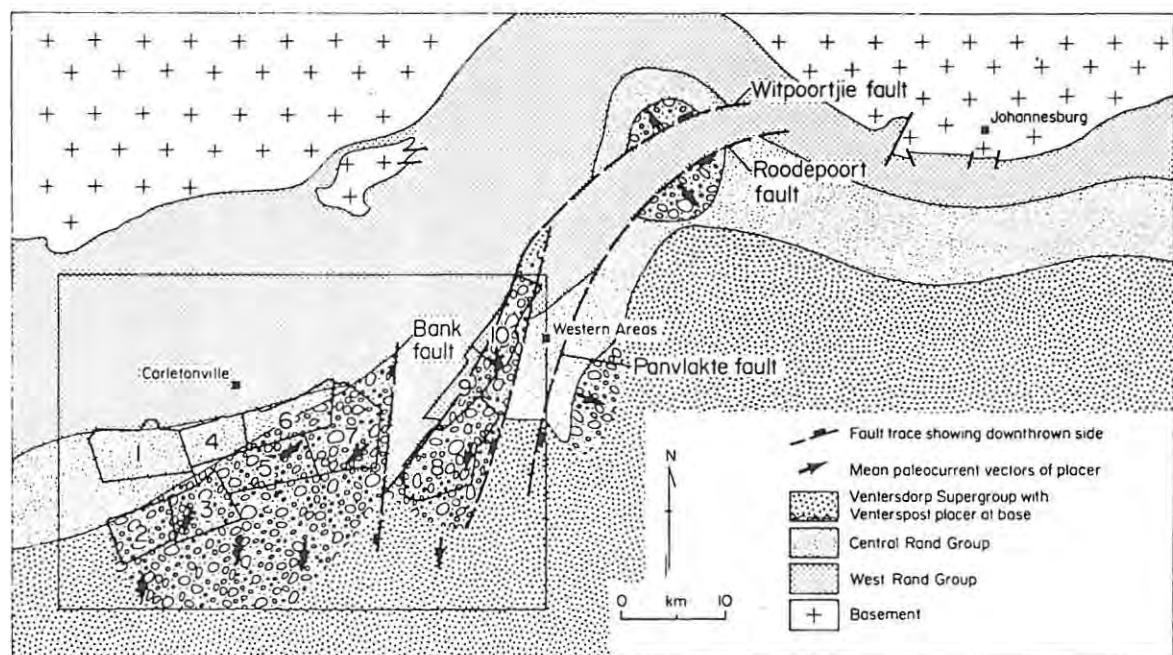 Witpoortjie fault
Johannesburg
Roodepoort
fault
Bank
fault
10
Western Areas
Carletonville
Panvlakte fault
9
6
1
4
7
5
8
3
2
N
Fault trace showing downthrown side
Mean paleocurrent vectors of placer
Ventersdorp Supergroup with
Venterspost placer at base
Central Rand Group
West Rand Group
Basement
0 km 10